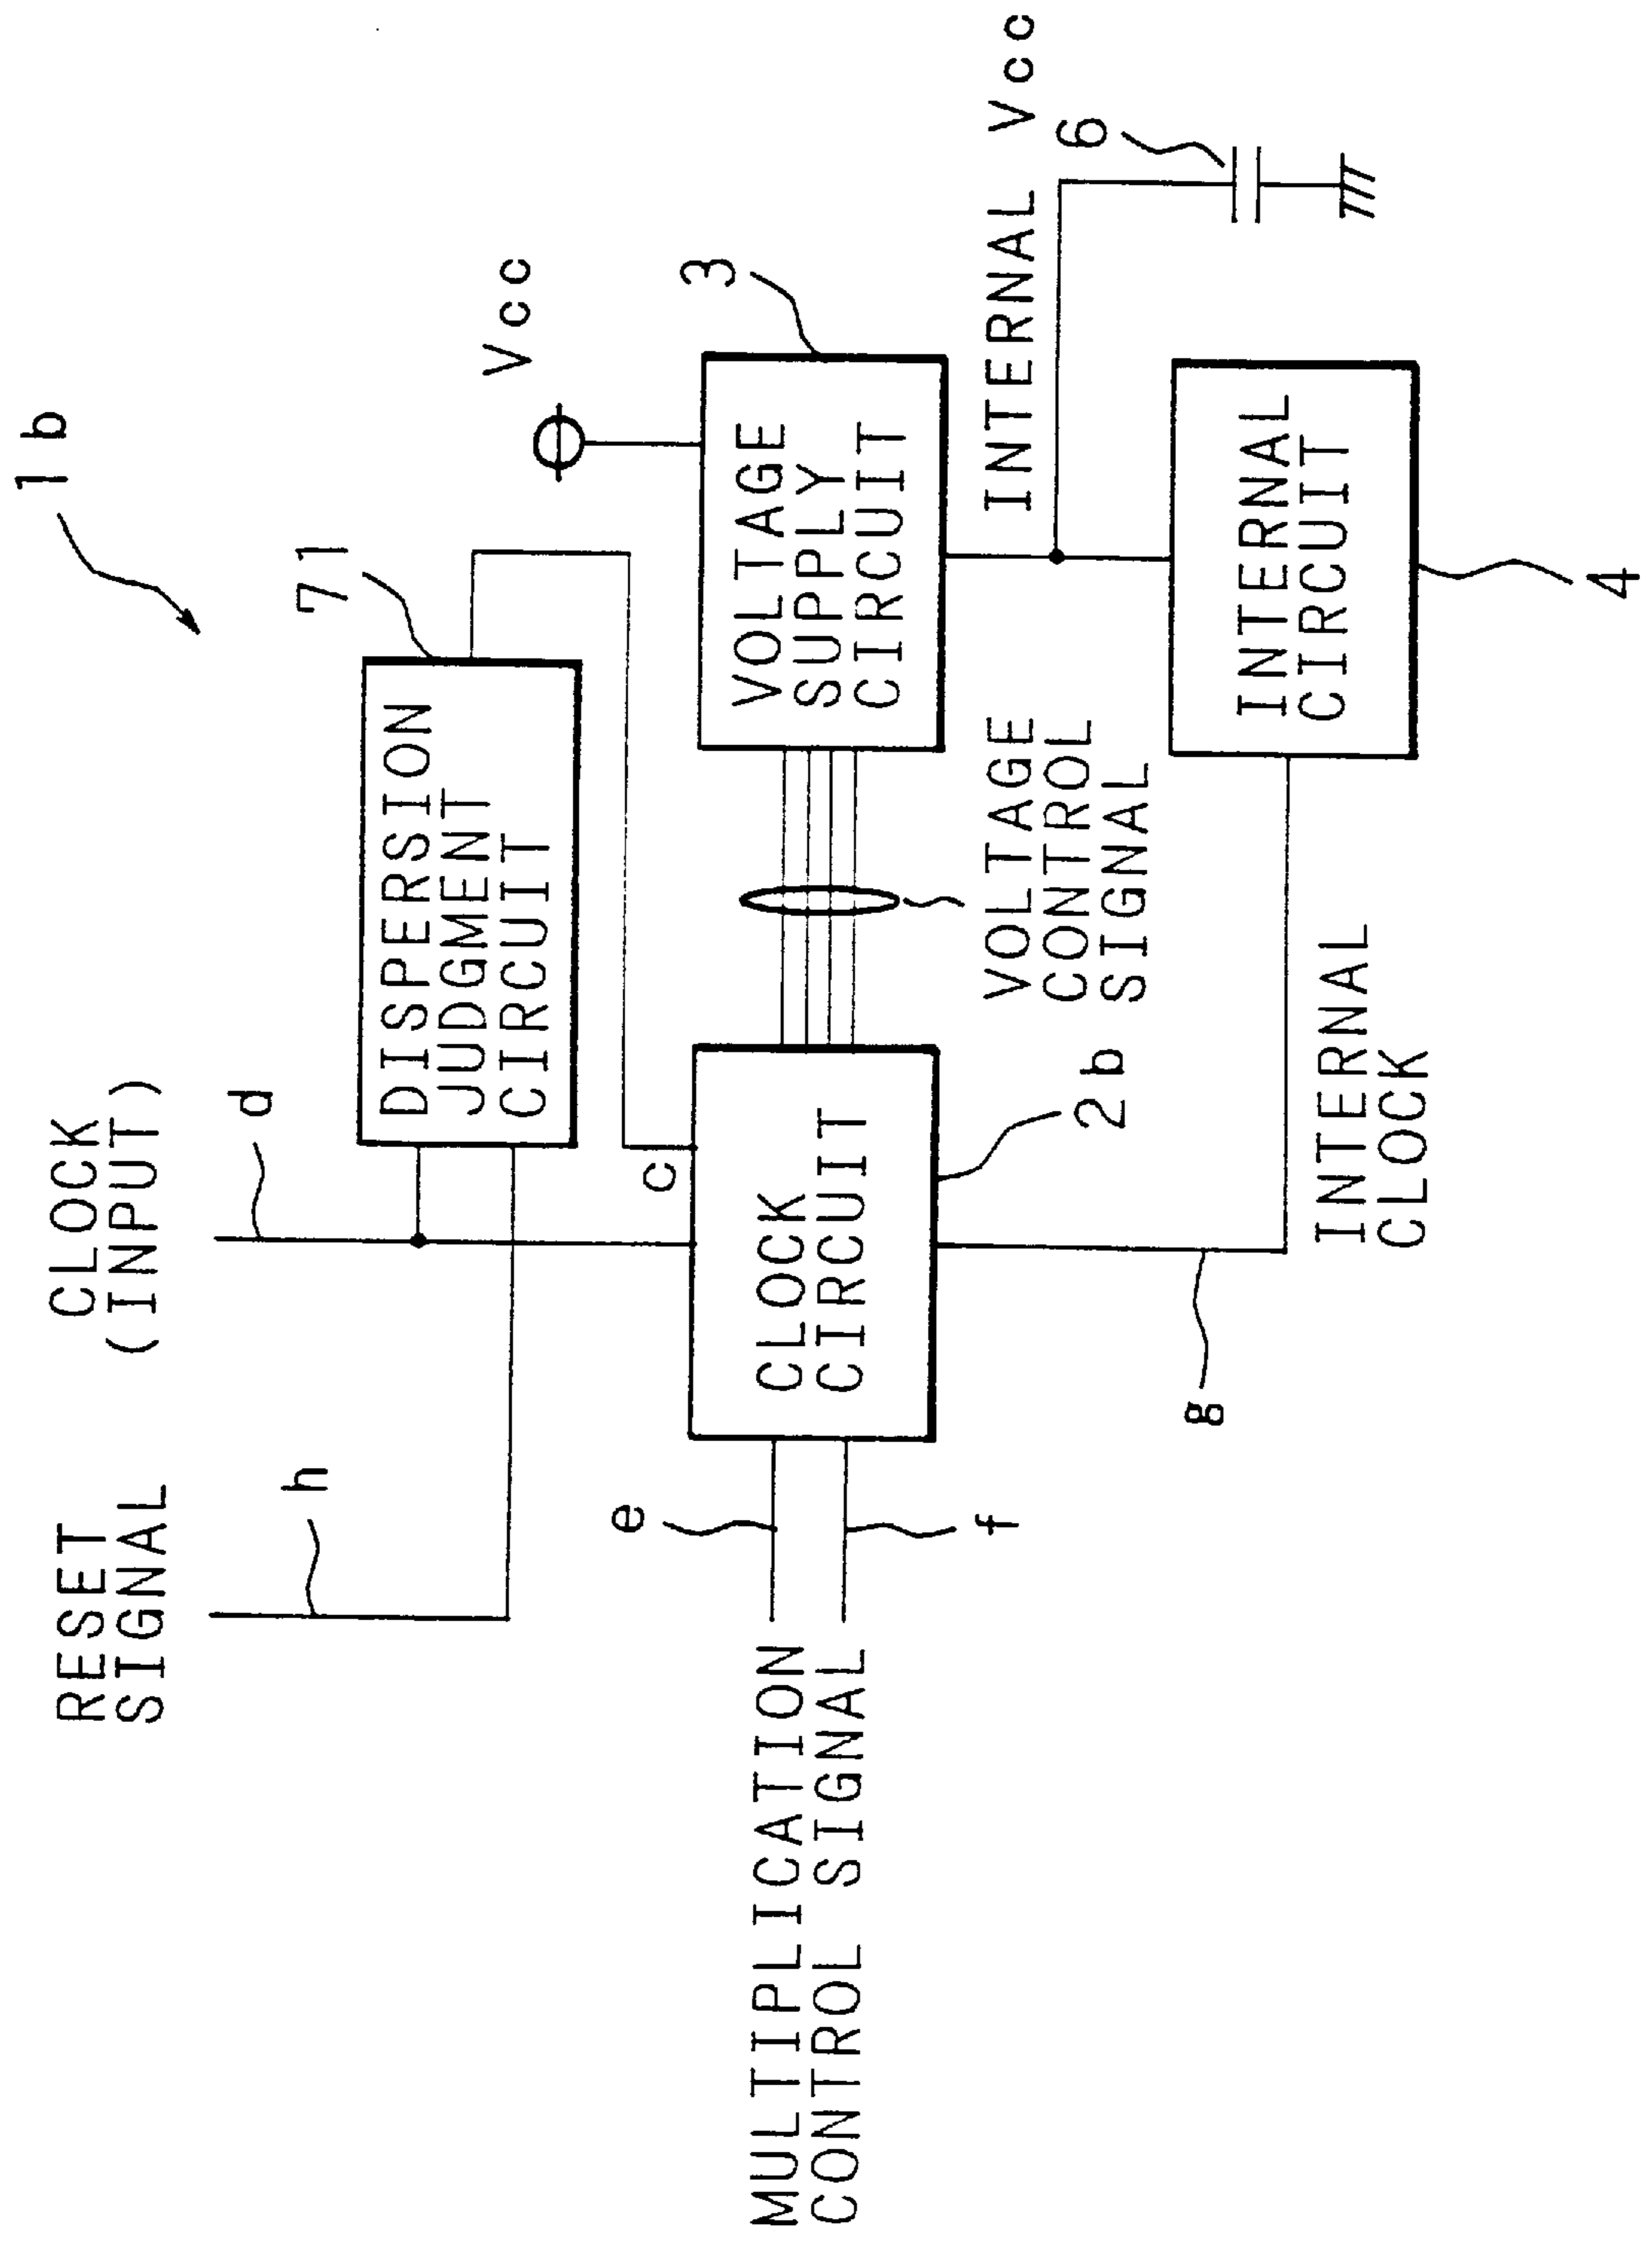 1b
RESET
SIGNAL
h
CLOCK
(INPUT)
d
71
DISPERSION
JUDGMENT
CIRCUIT
Vcc
3
VOLTAGE
SUPPLY
CIRCUIT
c
CLOCK
CIRCUIT
2b
e
f
MULTIPLICATION
CONTROL SIGNAL
VOLTAGE
CONTROL
SIGNAL
INTERNAL Vcc
6
INTERNAL
CIRCUIT
4
g
INTERNAL
CLOCK